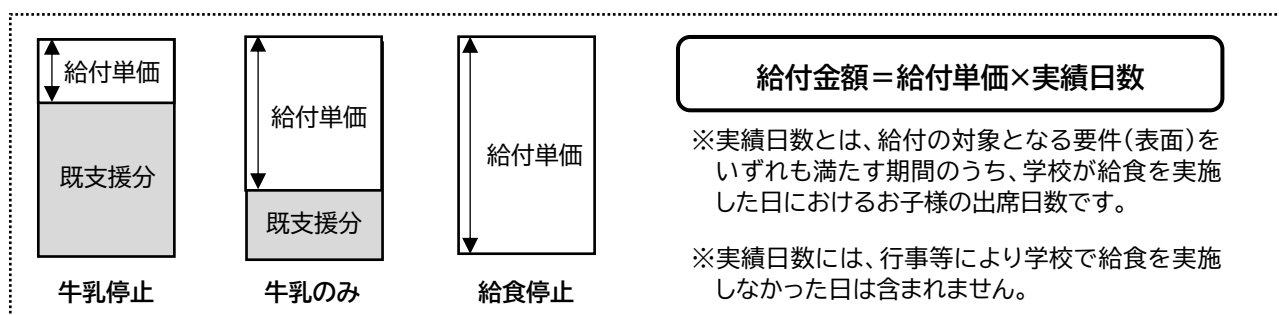 給付単価
既支援分
牛乳停止
給付単価
既支援分
牛乳のみ
給付単価
給食停止
給付金額＝給付単価×実績日数
※実績日数とは、給付の対象となる要件（表面）を
いずれも満たす期間のうち、学校が給食を実施
した日におけるお子様の出席日数です。
※実績日数には、行事等により学校で給食を実施
しなかった日は含まれません。